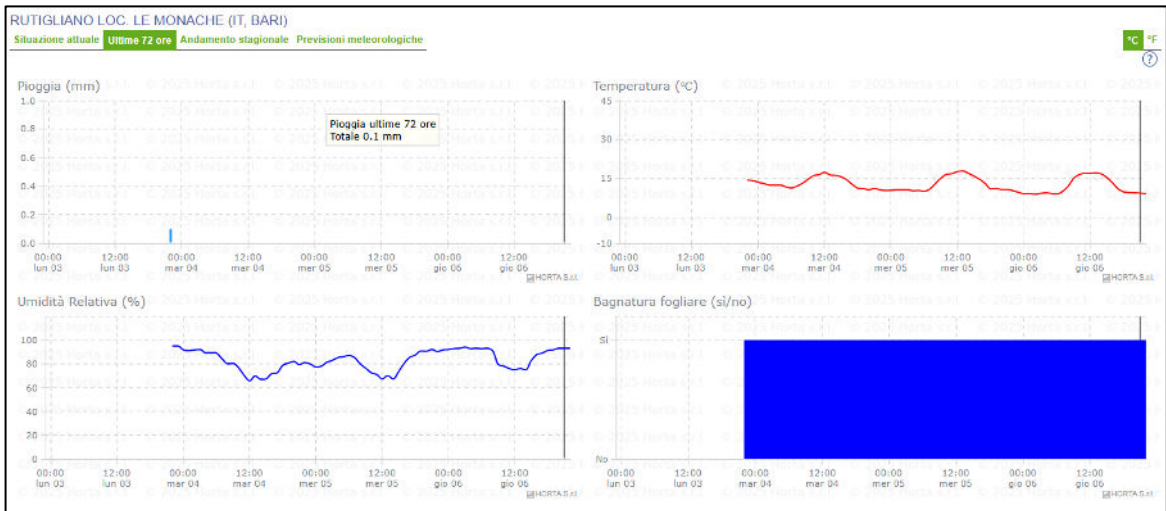 RUTIGLIANO LOC. LE MONACHE (IT, BARI)
Situazione attuale Ultime 72 ore Andamento stagionale Previsioni meteorologiche
°C °F
?
Pioggia (mm)
1.0
0.8
0.6
0.4
0.2
0.0
Pioggia ultime 72 ore
Totale 0.1 mm
00:00 12:00 00:00 12:00 00:00 12:00 00:00 12:00
lun 03 lun 03 mar 04 mar 04 mer 05 mer 05 gio 06 gio 06
HORTA S.r.l.
Temperatura (°C)
45
30
15
0
-10
00:00 12:00 00:00 12:00 00:00 12:00 00:00 12:00
lun 03 lun 03 mar 04 mar 04 mer 05 mer 05 gio 06 gio 06
HORTA S.r.l.
Umidità Relativa (%)
100
80
60
40
20
0
00:00 12:00 00:00 12:00 00:00 12:00 00:00 12:00
lun 03 lun 03 mar 04 mar 04 mer 05 mer 05 gio 06 gio 06
HORTA S.r.l.
Bagnatura fogliare (sì/no)
Sì
No
00:00 12:00 00:00 12:00 00:00 12:00 00:00 12:00
lun 03 lun 03 mar 04 mar 04 mer 05 mer 05 gio 06 gio 06
HORTA S.r.l.
© 2025 Horta s.r.l.